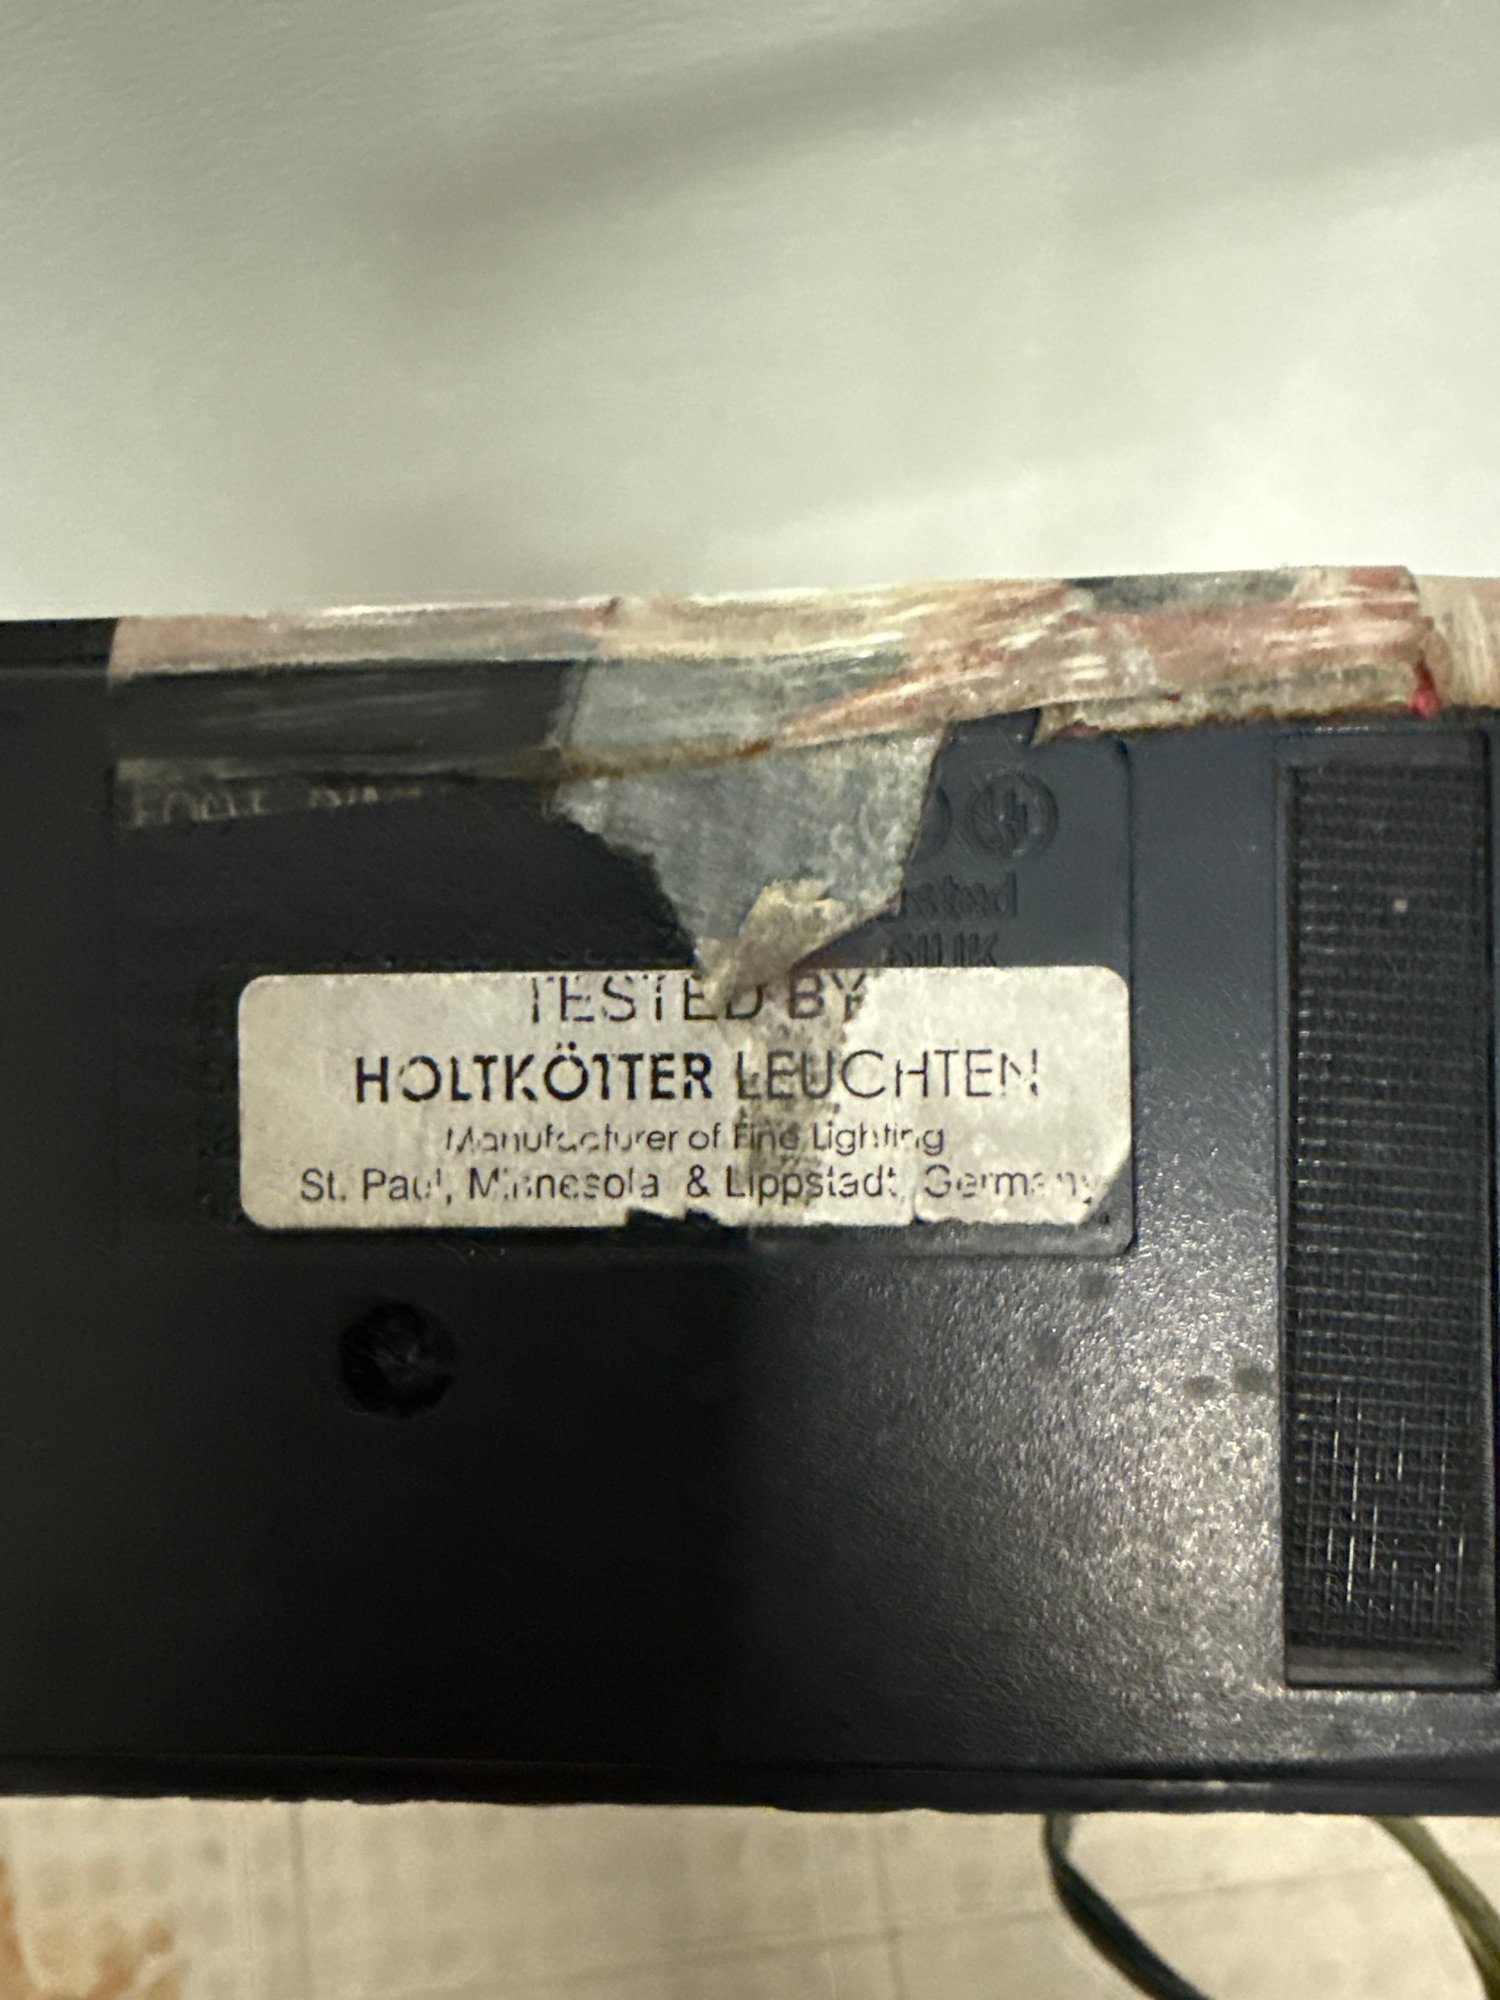 TESTED BY
HOLTKÖTTER LEUCHTEN
Manufacturer of Fine Lighting
St. Paul, Minnesota & Lippstadt, Germany